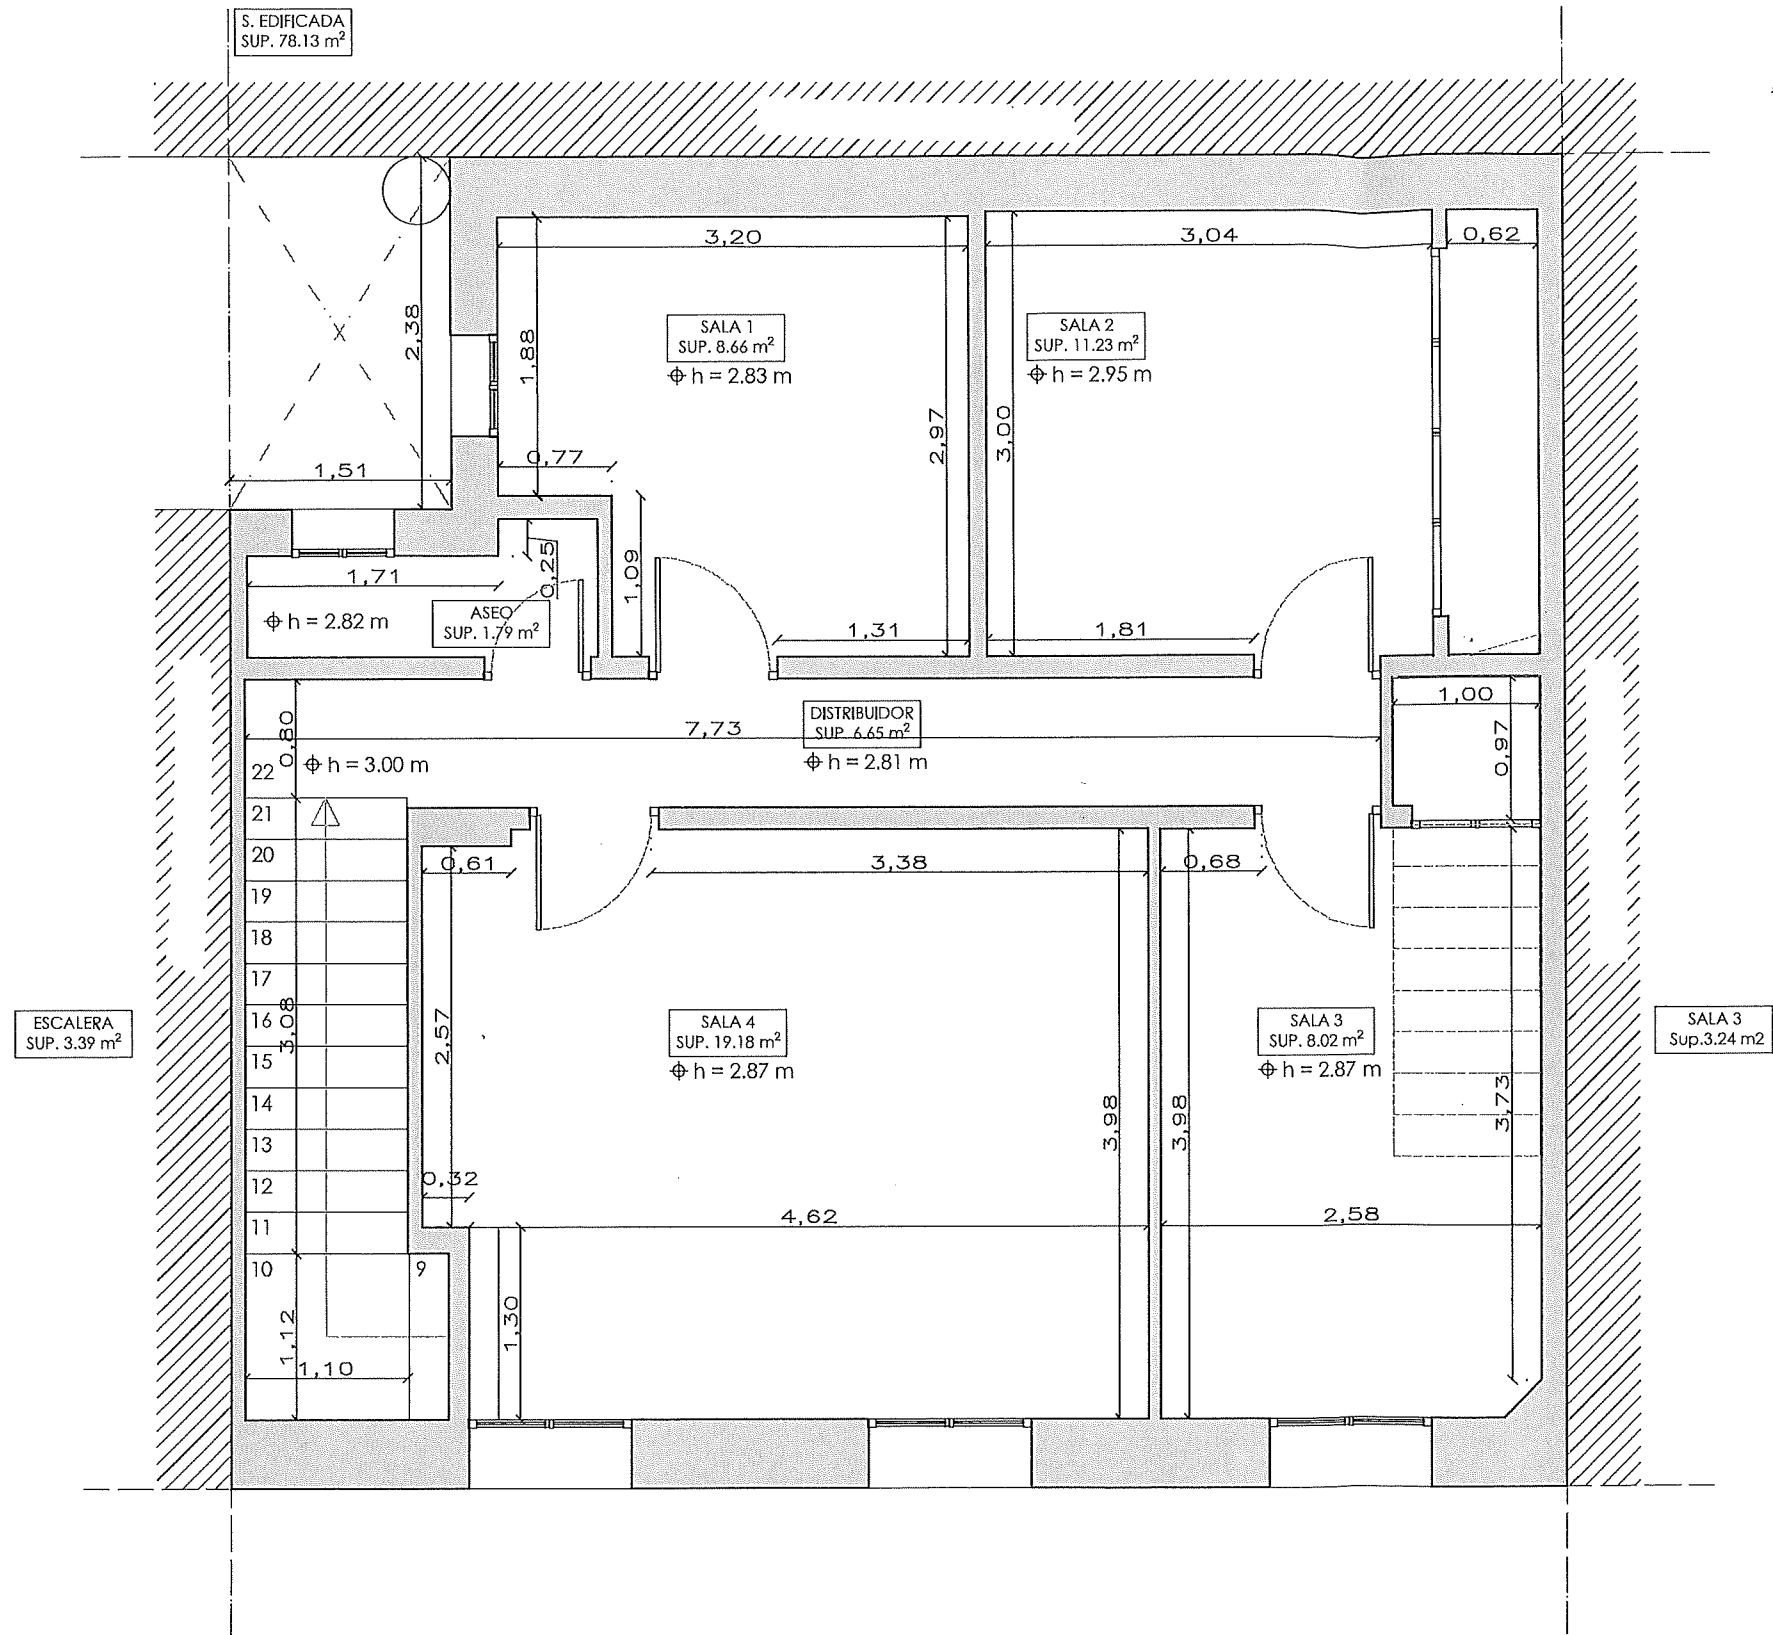 S. EDIFICADA
SUP. 78.13 m²
3,20
3,04
0,62
2,38
1,88
SALA 1
SUP. 8.66 m²
h = 2.83 m
SALA 2
SUP. 11.23 m²
h = 2.95 m
2,97
3,00
1,51
0,77
0,25
1,09
1,71
h = 2.82 m
ASEO
SUP. 1.79 m²
1,31
1,81
0,80
7,73
DISTRIBUIDOR
SUP. 6.65 m²
h = 2.81 m
1,00
0,97
22
h = 3.00 m
21
20
19
18
17
16
15
14
13
12
11
10
9
3,08
0,61
3,38
0,68
ESCALERA
SUP. 3.39 m²
2,57
SALA 4
SUP. 19.18 m²
h = 2.87 m
SALA 3
SUP. 8.02 m²
h = 2.87 m
SALA 3
Sup.3.24 m2
3,98
3,98
3,73
0,32
4,62
2,58
1,12
1,30
1,10